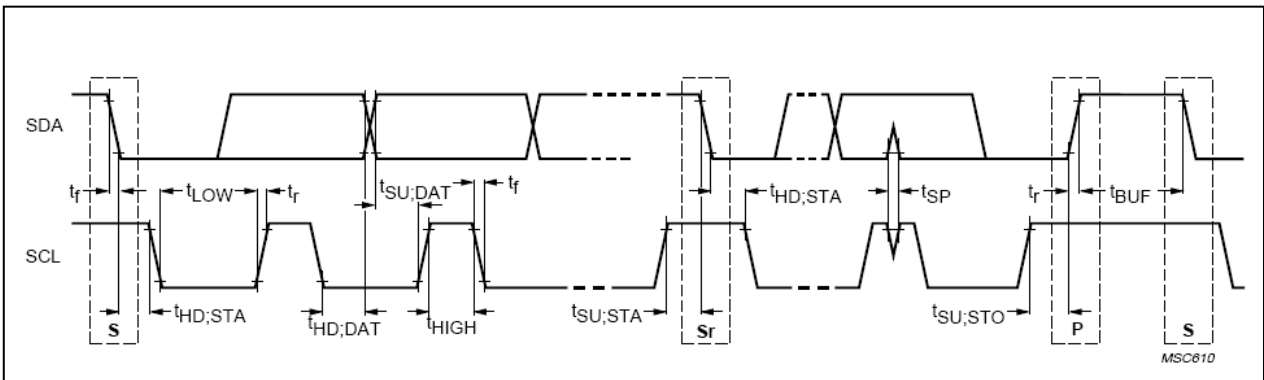 SDA
tf
tLOW
tr
tSU;DAT
tf
tHD;STA
tSP
tr
tBUF
SCL
S
tHD;STA
tHD;DAT
tHIGH
tSU;STA
Sr
tSU;STO
P
S
MSC610